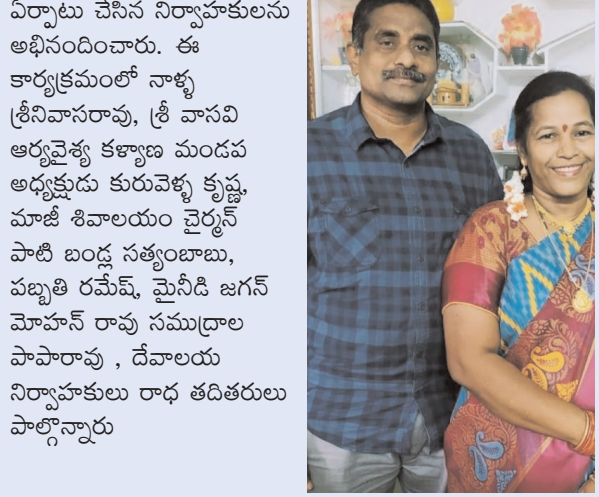 ఏర్పాటు చేసిన నిర్వాహకులను
అభినందించారు. ఈ
కార్యక్రమంలో నాళ్ళ
శ్రీనివాసరావు, శ్రీ వాసవి
ఆర్యవైశ్య కళ్యాణ మండప
అధ్యక్షుడు కురువెళ్ళ కృష్ణ,
మాజీ శివాలయం చైర్మన్
పాటి బండ్ల సత్యంబాబు,
పబ్బతి రమేష్, మైనీడి జగన్
మోహన్ రావు సముద్రాల
పాపారావు , దేవాలయ
నిర్వాహకులు రాధ తదితరులు
పాల్గొన్నారు